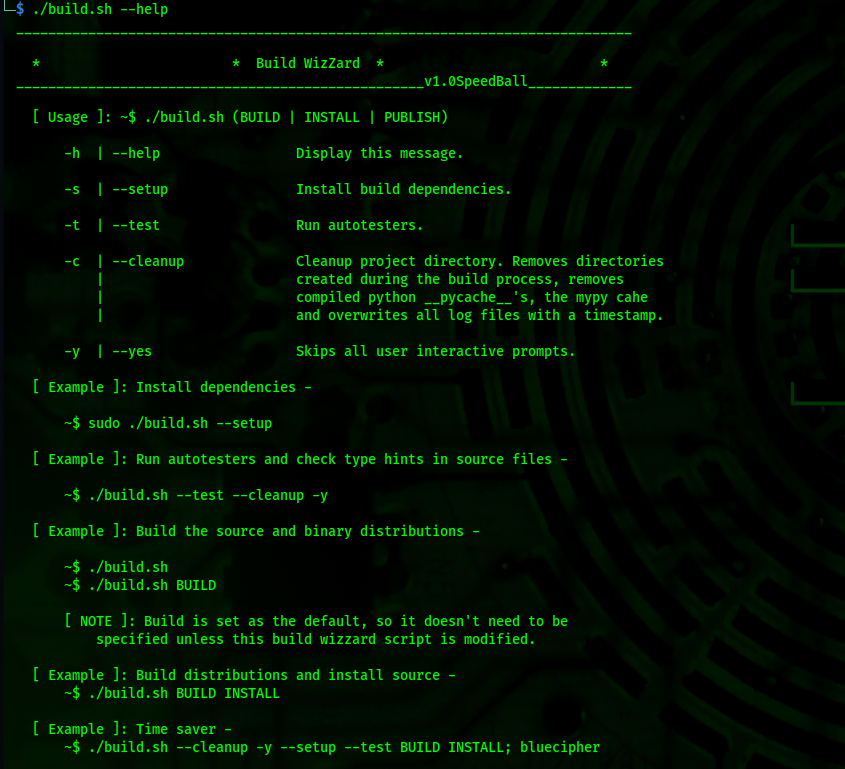 └─$ ./build.sh --help
_____________________________________________________________________________
* * Build WizZard * *
___________________________________________________v1.0SpeedBall_____________
[ Usage ]: ~$ ./build.sh (BUILD | INSTALL | PUBLISH)
-h | --help Display this message.
-s | --setup Install build dependencies.
-t | --test Run autotesters.
-c | --cleanup Cleanup project directory. Removes directories
| created during the build process, removes
| compiled python __pycache__'s, the mypy cahe
| and overwrites all log files with a timestamp.
-y | --yes Skips all user interactive prompts.
[ Example ]: Install dependencies -
~$ sudo ./build.sh --setup
[ Example ]: Run autotesters and check type hints in source files -
~$ ./build.sh --test --cleanup -y
[ Example ]: Build the source and binary distributions -
~$ ./build.sh
~$ ./build.sh BUILD
[ NOTE ]: Build is set as the default, so it doesn't need to be
specified unless this build wizzard script is modified.
[ Example ]: Build distributions and install source -
~$ ./build.sh BUILD INSTALL
[ Example ]: Time saver -
~$ ./build.sh --cleanup -y --setup --test BUILD INSTALL; bluecipher